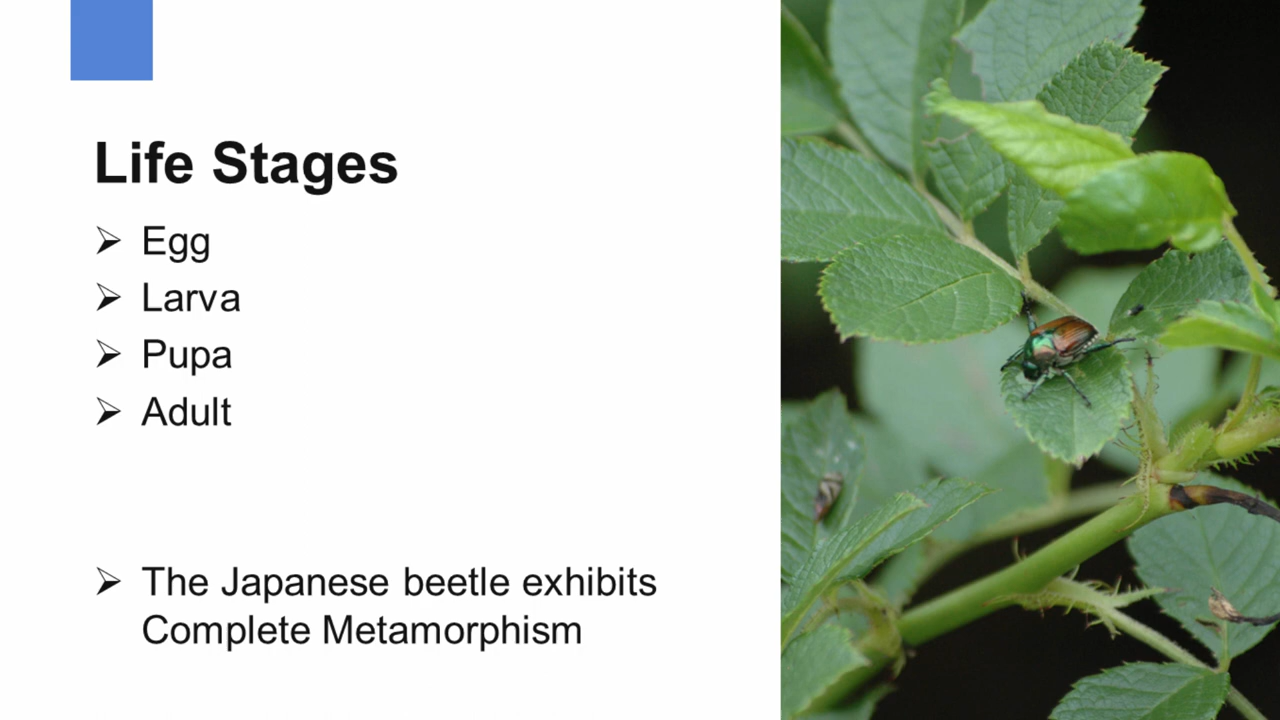 Life Stages
➢ Egg
➢ Larva
➢ Pupa
➢ Adult
➢ The Japanese beetle exhibits
Complete Metamorphism